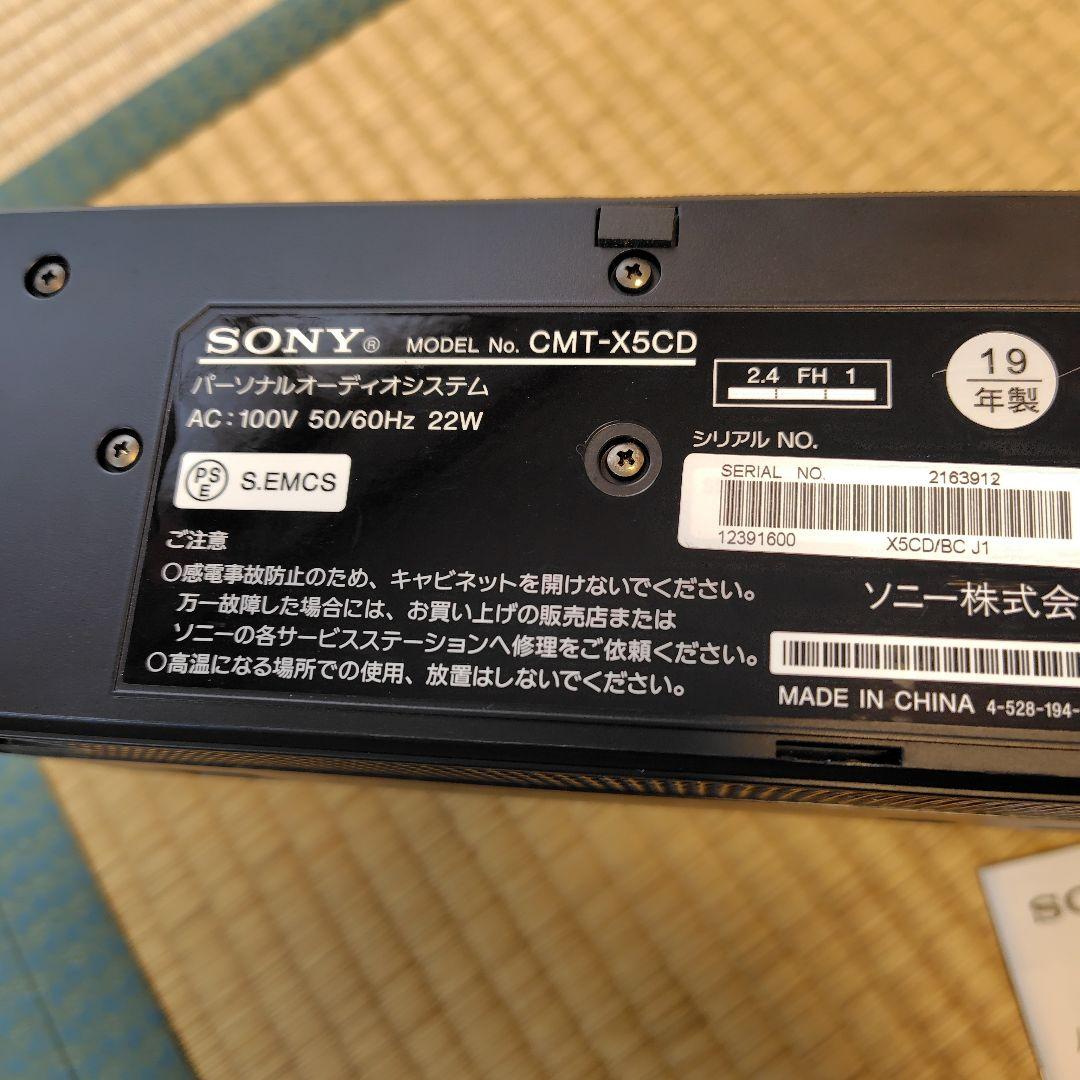 SONY® MODEL No. CMT-X5CD
パーソナルオーディオシステム
AC:100V 50/60Hz 22W
PSE S.EMCS
2.4 FH 1
19
年製
シリアル NO.
SERIAL NO. 2163912
12391600 X5CD/BC J1
ご注意
○感電事故防止のため、キャビネットを開けないでください。
万一故障した場合には、お買い上げの販売店または
ソニーの各サービスステーションへ修理をご依頼ください。
○高温になる場所での使用、放置はしないでください。
ソニー株式会
MADE IN CHINA 4-528-194-